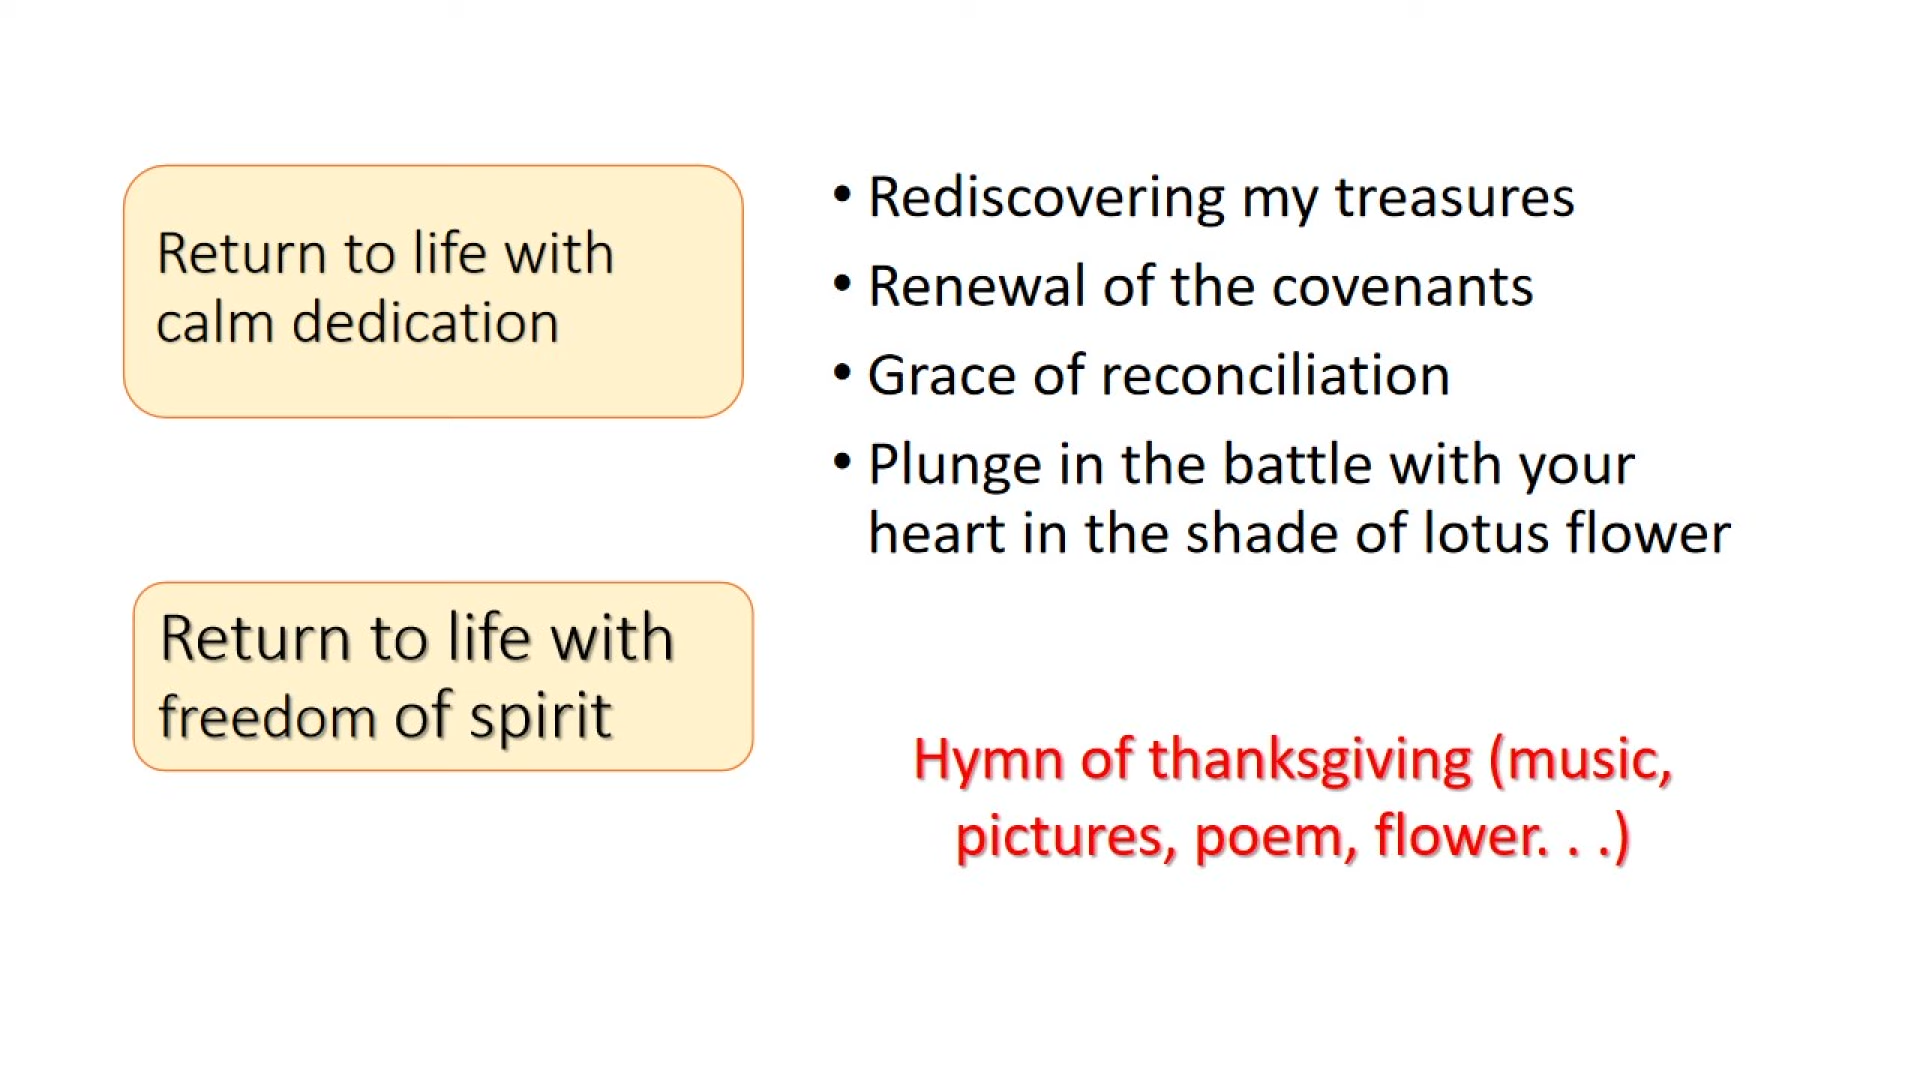 Return to life with
calm dedication
• Rediscovering my treasures
• Renewal of the covenants
• Grace of reconciliation
• Plunge in the battle with your
heart in the shade of lotus flower
Return to life with
freedom of spirit
Hymn of thanksgiving (music,
pictures, poem, flower. . .)